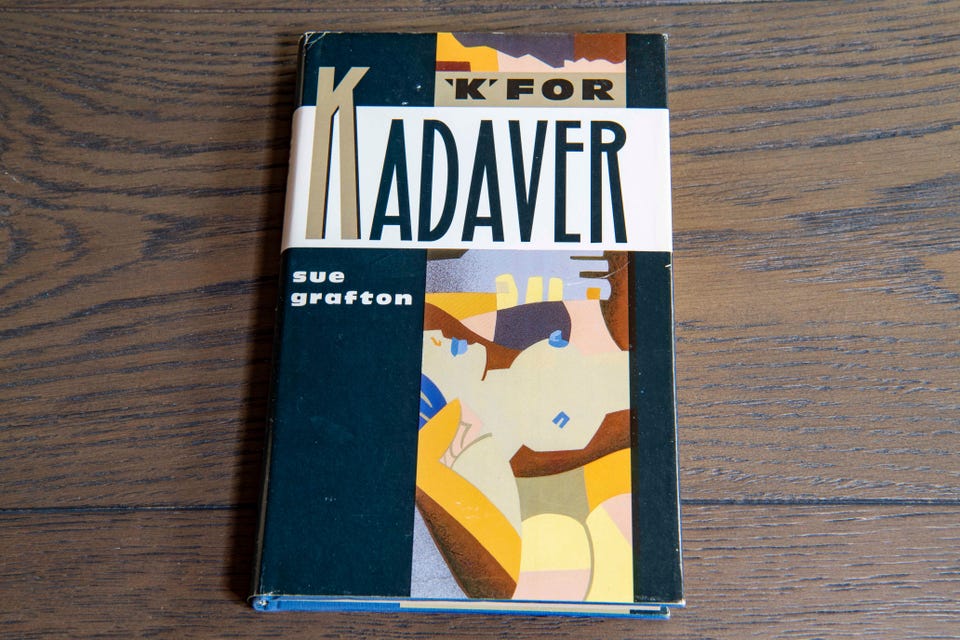 `K´ FOR
KADAVER
sue
grafton